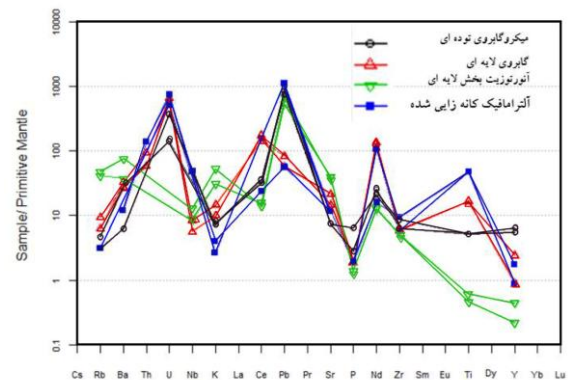 10000
1000
100
10
1
0.1
Sample/ Primitive Mantle
میکروگابروی توده ای
گابروی لایه ای
آنورتوزیت بخش لایه ای
آلترامافیک کانه زایی شده
Cs Rb Ba Th U Nb K La Ce Pb Pr Sr P Nd Zr Sm Eu Ti Dy Y Yb Lu